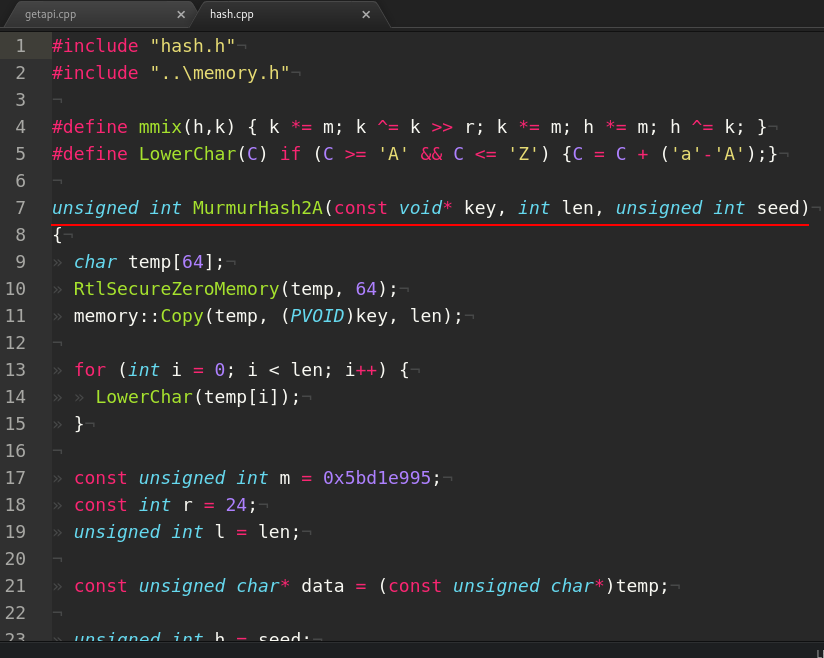 getapi.cpp × hash.cpp ×
1 #include "hash.h"¬
2 #include "..\memory.h"¬
3 ¬
4 #define mmix(h,k) { k *= m; k ^= k >> r; k *= m; h *= m; h ^= k; }¬
5 #define LowerChar(C) if (C >= 'A' && C <= 'Z') {C = C + ('a'-'A');}¬
6 ¬
7 unsigned int MurmurHash2A(const void* key, int len, unsigned int seed)¬
8 {¬
9 » char temp[64];¬
10 » RtlSecureZeroMemory(temp, 64);¬
11 » memory::Copy(temp, (PVOID)key, len);¬
12 ¬
13 » for (int i = 0; i < len; i++) {¬
14 » » LowerChar(temp[i]);¬
15 » }¬
16 ¬
17 » const unsigned int m = 0x5bd1e995;¬
18 » const int r = 24;¬
19 » unsigned int l = len;¬
20 ¬
21 » const unsigned char* data = (const unsigned char*)temp;¬
22 ¬
23 » unsigned int h = seed;¬